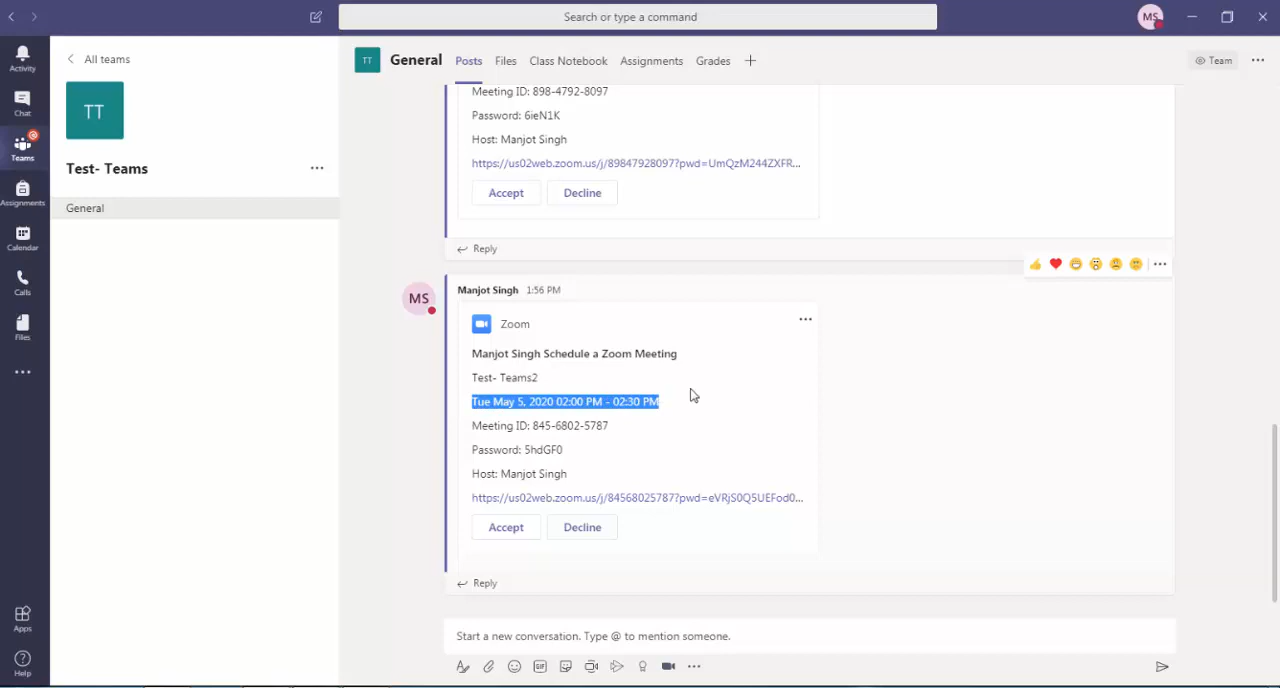 Search or type a command
MS
Activity
Chat
Teams
Assignments
Calendar
Calls
Files
Apps
Help
All teams
TT
Test- Teams
General
TT
General
Posts
Files
Class Notebook
Assignments
Grades
Team
Meeting ID: 898-4792-8097
Password: 6ieN1K
Host: Manjot Singh
https://us02web.zoom.us/j/89847928097?pwd=UmQzM244ZXFR...
Accept
Decline
Reply
MS
Manjot Singh 1:56 PM
Zoom
Manjot Singh Schedule a Zoom Meeting
Test- Teams2
Tue May 5, 2020 02:00 PM - 02:30 PM
Meeting ID: 845-6802-5787
Password: 5hdGF0
Host: Manjot Singh
https://us02web.zoom.us/j/84568025787?pwd=eVRjS0Q5UEFod0...
Accept
Decline
Reply
Start a new conversation. Type @ to mention someone.
GIF